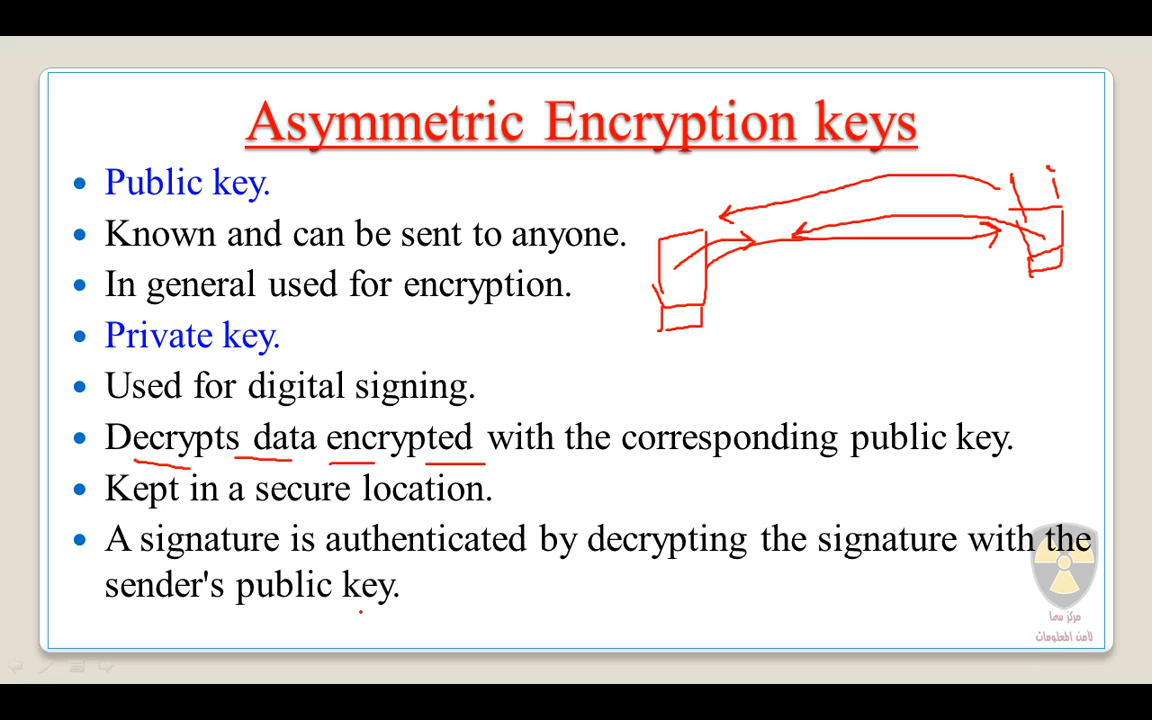 Asymmetric Encryption keys
• Public key.
• Known and can be sent to anyone.
• In general used for encryption.
• Private key.
• Used for digital signing.
• Decrypts data encrypted with the corresponding public key.
• Kept in a secure location.
• A signature is authenticated by decrypting the signature with the
sender's public key.
مركز سما
لأمن المعلومات